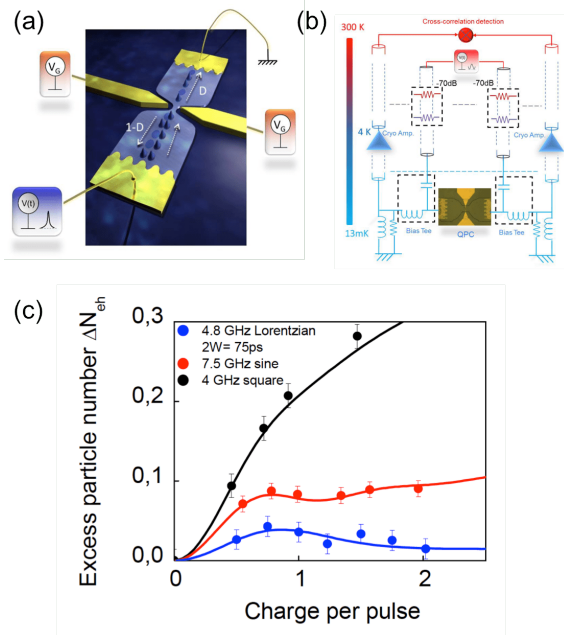 (a)
V_G
D
1-D
V_G
V(t)
(b)
300 K
Cross-correlation detection
V(t)
-70dB
-70dB
4 K
Cryo Amp.
Cryo Amp.
13mK
Bias Tee
QPC
Bias Tee
(c)
Excess particle number ΔN_eh
0,3
0,2
0,1
0,0
4.8 GHz Lorentzian
2W= 75ps
7.5 GHz sine
4 GHz square
0
1
2
Charge per pulse